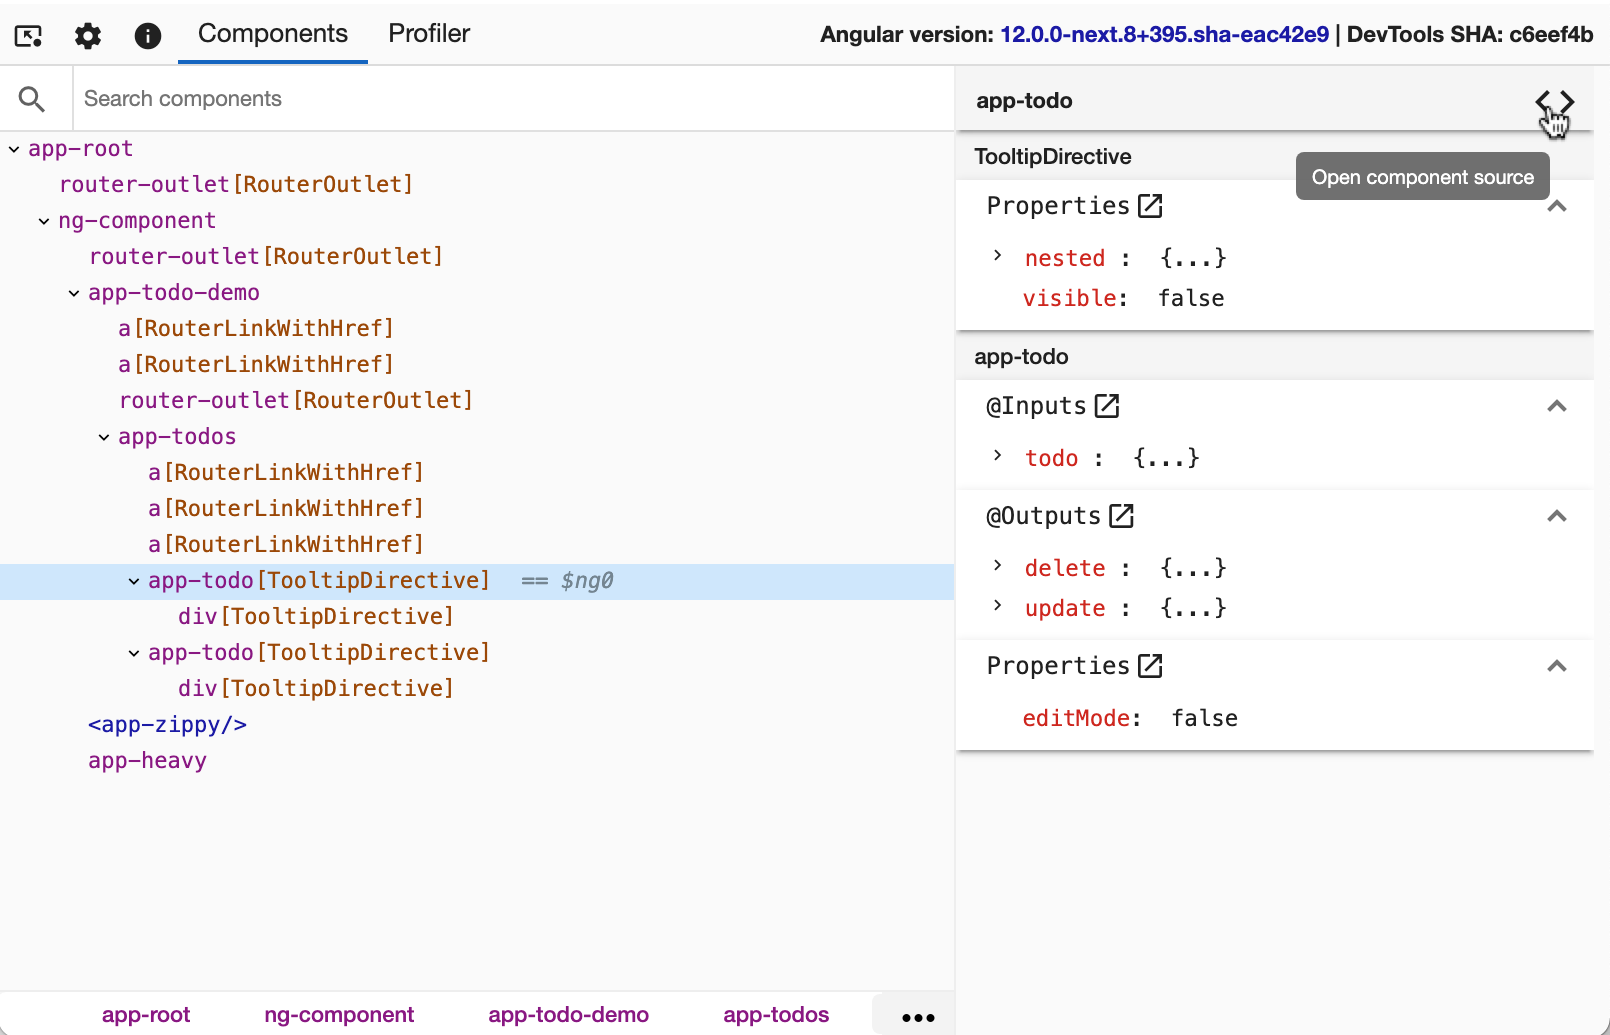 Components Profiler Angular version: 12.0.0-next.8+395.sha-eac42e9 | DevTools SHA: c6eef4b
Search components
app-root
router-outlet[RouterOutlet]
ng-component
router-outlet[RouterOutlet]
app-todo-demo
a[RouterLinkWithHref]
a[RouterLinkWithHref]
router-outlet[RouterOutlet]
app-todos
a[RouterLinkWithHref]
a[RouterLinkWithHref]
a[RouterLinkWithHref]
app-todo[TooltipDirective] == $ng0
div[TooltipDirective]
app-todo[TooltipDirective]
div[TooltipDirective]
<app-zippy/>
app-heavy
app-root ng-component app-todo-demo app-todos •••
app-todo
TooltipDirective
Open component source
Properties
nested : {...}
visible: false
app-todo
@Inputs
todo : {...}
@Outputs
delete : {...}
update : {...}
Properties
editMode: false